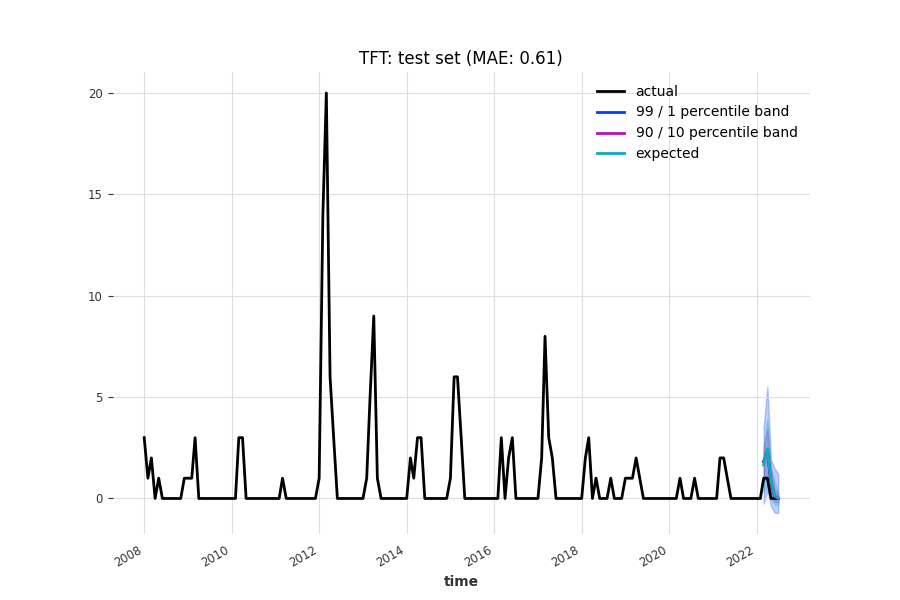 TFT: test set (MAE: 0.61)
actual
99 / 1 percentile band
90 / 10 percentile band
expected
20
15
10
5
0
2008
2010
2012
2014
2016
2018
2020
2022
time